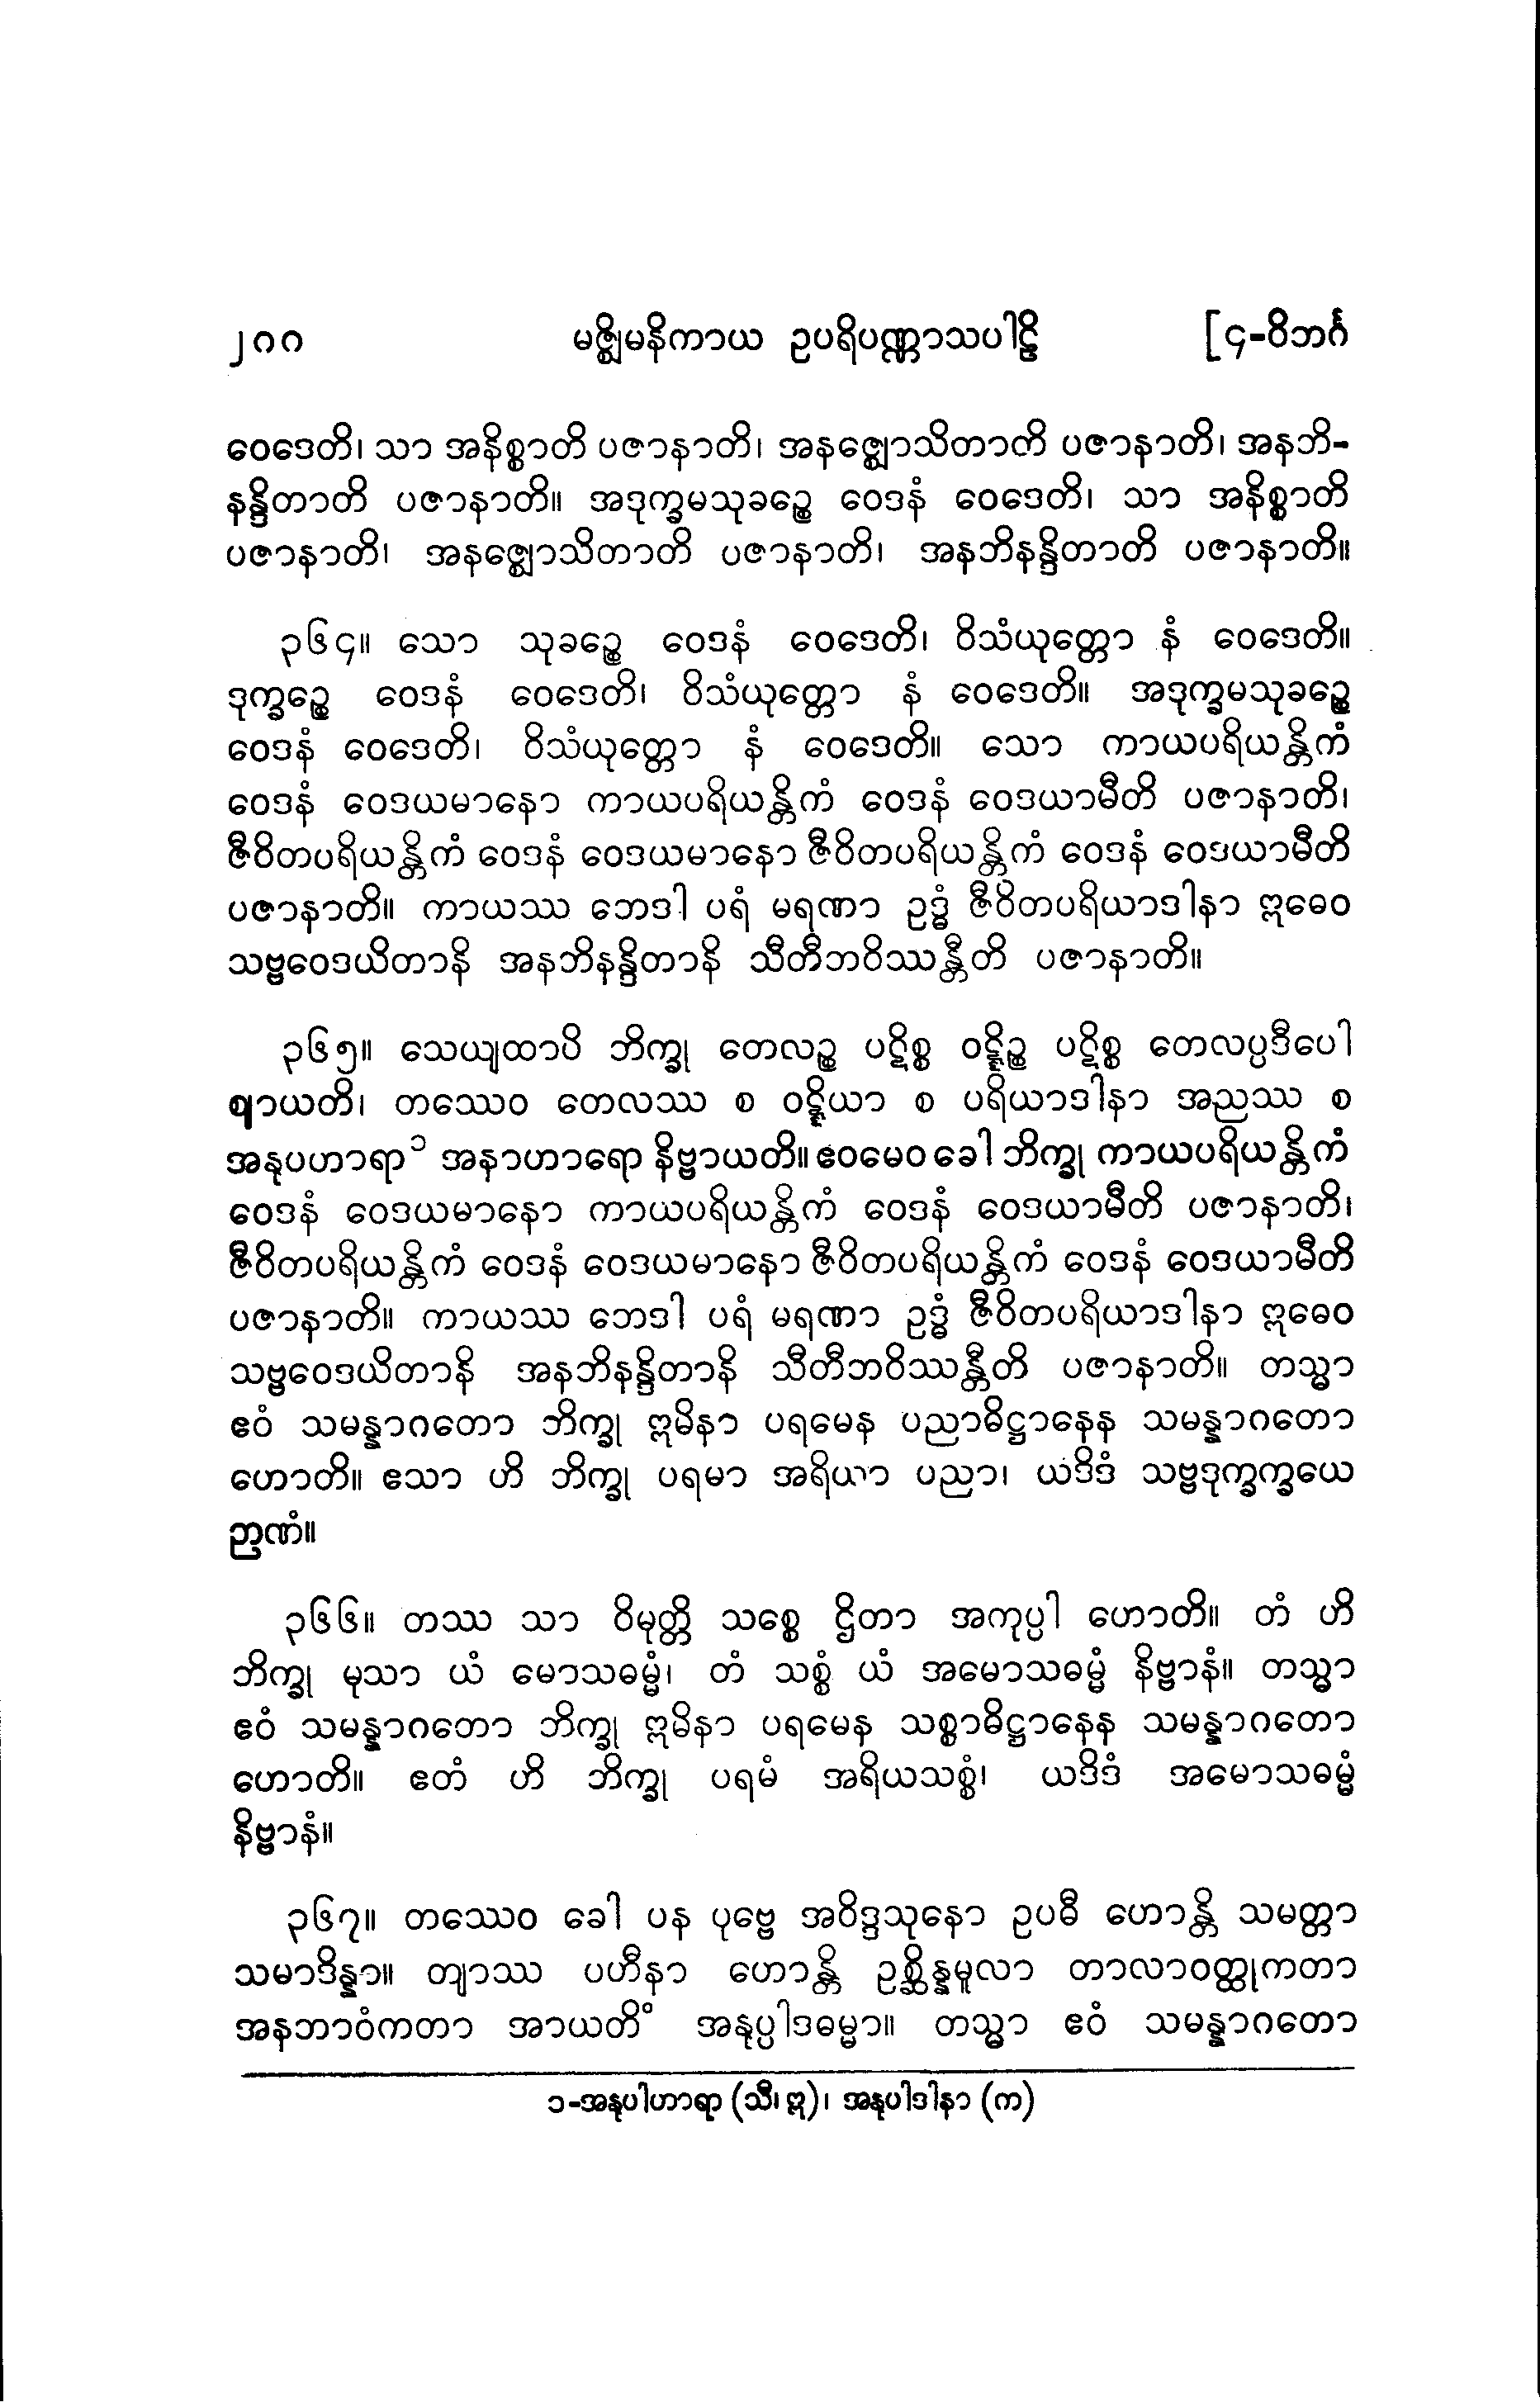 ၂၈၈ မဇ္ဈိမနိကာယ ဥပရိပဏ္ဏာသပါဠိ [၄-ဝိဘင်္ဂ
ဝေဒေတိ၊ သာ အနိစ္စာတိ ပဇာနာတိ၊ အနဇ္ဈောသိတာတိ ပဇာနာတိ၊ အနဘိ-
နန္ဒိတာတိ ပဇာနာတိ။ အဒုက္ခမသုခဉ္စေ ဝေဒနံ ဝေဒေတိ၊ သာ အနိစ္စာတိ
ပဇာနာတိ၊ အနဇ္ဈောသိတာတိ ပဇာနာတိ၊ အနဘိနန္ဒိတာတိ ပဇာနာတိ။
၃၆၄။ သော သုခဉ္စေ ဝေဒနံ ဝေဒေတိ၊ ဝိသံယုတ္တော နံ ဝေဒေတိ။
ဒုက္ခဉ္စေ ဝေဒနံ ဝေဒေတိ၊ ဝိသံယုတ္တော နံ ဝေဒေတိ။ အဒုက္ခမသုခဉ္စေ
ဝေဒနံ ဝေဒေတိ၊ ဝိသံယုတ္တော နံ ဝေဒေတိ။ သော ကာယပရိယန္တိကံ
ဝေဒနံ ဝေဒယမာနော ကာယပရိယန္တိကံ ဝေဒနံ ဝေဒယာမီတိ ပဇာနာတိ၊
ဇီဝိတပရိယန္တိကံ ဝေဒနံ ဝေဒယမာနော ဇီဝိတပရိယန္တိကံ ဝေဒနံ ဝေဒယာမီတိ
ပဇာနာတိ။ ကာယဿ ဘေဒါ ပရံ မရဏာ ဥဒ္ဓံ ဇီဝိတပရိယာဒါနာ ဣဓေဝ
သဗ္ဗဝေဒယိတာနိ အနဘိနန္ဒိတာနိ သီတီဘဝိဿန္တီတိ ပဇာနာတိ။
၃၆၅။ သေယျထာပိ ဘိက္ခု တေလဉ္စ ပဋိစ္စ ဝဋ္ဋိဉ္စ ပဋိစ္စ တေလပ္ပဒီပေါ
ဈာယတိ၊ တဿေဝ တေလဿ စ ဝဋ္ဋိယာ စ ပရိယာဒါနာ အညဿ စ
အနုပဟာရာ၁ အနာဟာရော နိဗ္ဗာယတိ။ ဧဝမေဝ ခေါ ဘိက္ခု ကာယပရိယန္တိကံ
ဝေဒနံ ဝေဒယမာနော ကာယပရိယန္တိကံ ဝေဒနံ ဝေဒယာမီတိ ပဇာနာတိ၊
ဇီဝိတပရိယန္တိကံ ဝေဒနံ ဝေဒယမာနော ဇီဝိတပရိယန္တိကံ ဝေဒနံ ဝေဒယာမီတိ
ပဇာနာတိ။ ကာယဿ ဘေဒါ ပရံ မရဏာ ဥဒ္ဓံ ဇီဝိတပရိယာဒါနာ ဣဓေဝ
သဗ္ဗဝေဒယိတာနိ အနဘိနန္ဒိတာနိ သီတီဘဝိဿန္တီတိ ပဇာနာတိ။ တသ္မာ
ဧဝံ သမန္နာဂတော ဘိက္ခု ဣမိနာ ပရမေန ပညာဓိဋ္ဌာနေန သမန္နာဂတော
ဟောတိ။ ဧသာ ဟိ ဘိက္ခု ပရမာ အရိယာ ပညာ၊ ယဒိဒံ သဗ္ဗဒုက္ခက္ခယေ
ဉာဏံ။
၃၆၆။ တဿ သာ ဝိမုတ္တိ သစ္စေ ဌိတာ အကုပ္ပါ ဟောတိ။ တံ ဟိ
ဘိက္ခု မုသာ ယံ မောသဓမ္မံ၊ တံ သစ္စံ ယံ အမောသဓမ္မံ နိဗ္ဗာနံ။ တသ္မာ
ဧဝံ သမန္နာဂတော ဘိက္ခု ဣမိနာ ပရမေန သစ္စာဓိဋ္ဌာနေန သမန္နာဂတော
ဟောတိ။ ဧတံ ဟိ ဘိက္ခု ပရမံ အရိယသစ္စံ၊ ယဒိဒံ အမောသဓမ္မံ
နိဗ္ဗာနံ။
၃၆၇။ တဿေဝ ခေါ ပန ပုဗ္ဗေ အဝိဒ္ဒသုနော ဥပဓီ ဟောန္တိ သမတ္တာ
သမာဒိန္နာ။ တျာဿ ပဟီနာ ဟောန္တိ ဥစ္ဆိန္နမူလာ တာလာဝတ္ထုကတာ
အနဘာဝံကတာ အာယတိံ အနုပ္ပါဒဓမ္မာ။ တသ္မာ ဧဝံ သမန္နာဂတော
၁-အနုပါဟာရာ (သီ၊ ဣ)၊ အနုပါဒါနာ (က)